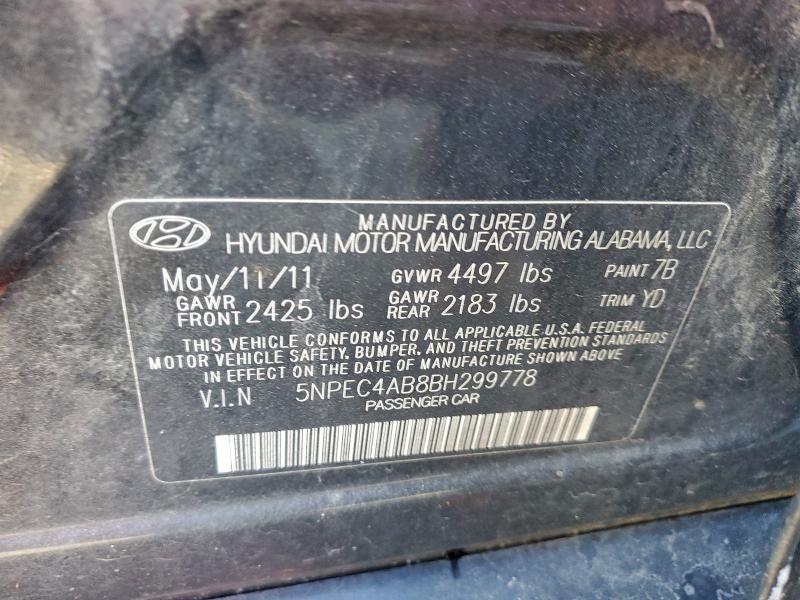 MANUFACTURED BY
HYUNDAI MOTOR MANUFACTURING ALABAMA, LLC
May/11/11 GVWR 4497 lbs PAINT 7B
GAWR FRONT 2425 lbs GAWR REAR 2183 lbs TRIM YD
THIS VEHICLE CONFORMS TO ALL APPLICABLE U.S.A. FEDERAL
MOTOR VEHICLE SAFETY, BUMPER, AND THEFT PREVENTION STANDARDS
IN EFFECT ON THE DATE OF MANUFACTURE SHOWN ABOVE
V.I.N 5NPEC4AB8BH299778
PASSENGER CAR